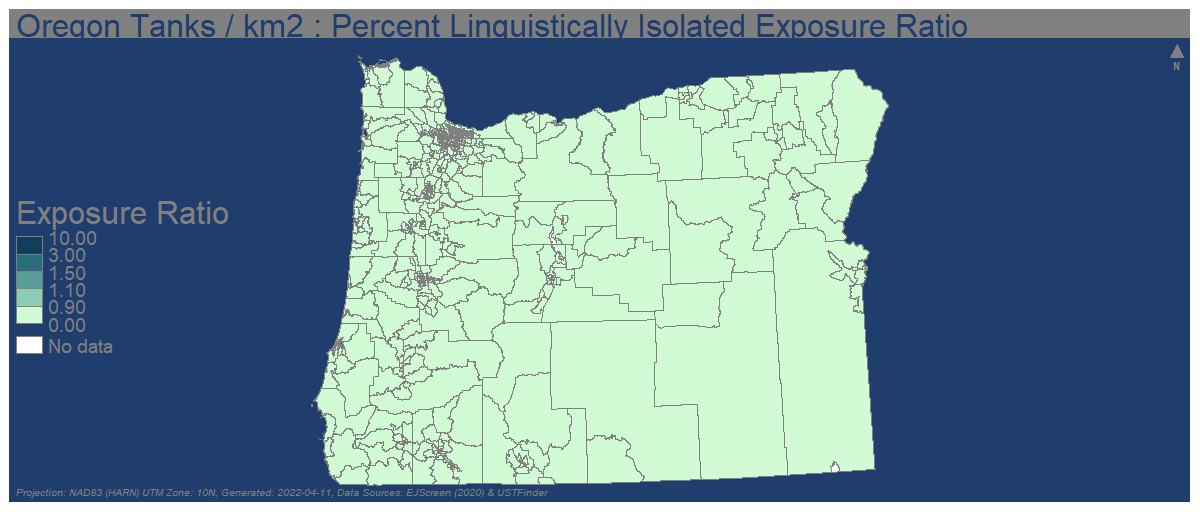 Oregon Tanks / km2 : Percent Linguistically Isolated Exposure Ratio
N
Exposure Ratio
10.00
3.00
1.50
1.10
0.90
0.00
No data
Projection: NAD83 (HARN) UTM Zone: 10N, Generated: 2022-04-11, Data Sources: EJScreen (2020) & USTFinder